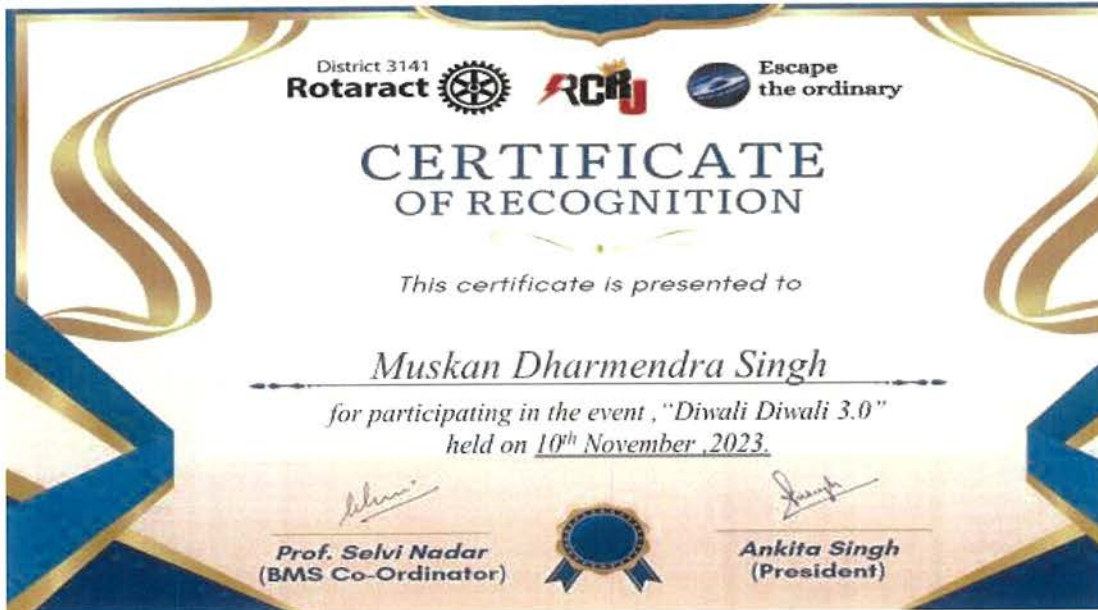 District 3141
Rotaract
RCRJ
Escape
the ordinary
CERTIFICATE
OF RECOGNITION
This certificate is presented to
Muskan Dharmendra Singh
for participating in the event ,“Diwali Diwali 3.0”
held on 10th November ,2023.
Prof. Selvi Nadar
(BMS Co-Ordinator)
Ankita Singh
(President)